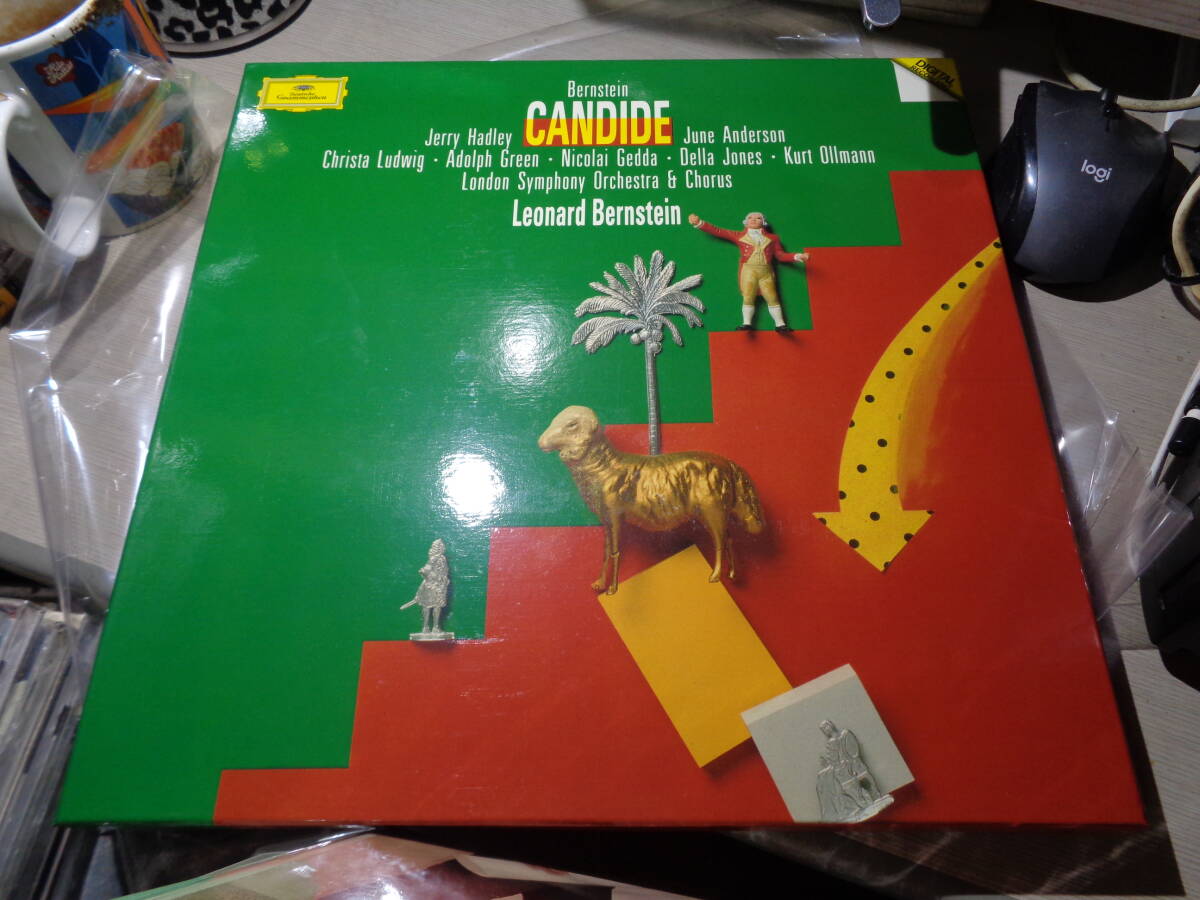 Deutsche
Grammophon
DIGITAL
RECORDING
Bernstein
Jerry Hadley CANDIDE June Anderson
Christa Ludwig · Adolph Green · Nicolai Gedda · Della Jones · Kurt Ollmann
London Symphony Orchestra & Chorus
Leonard Bernstein
logi